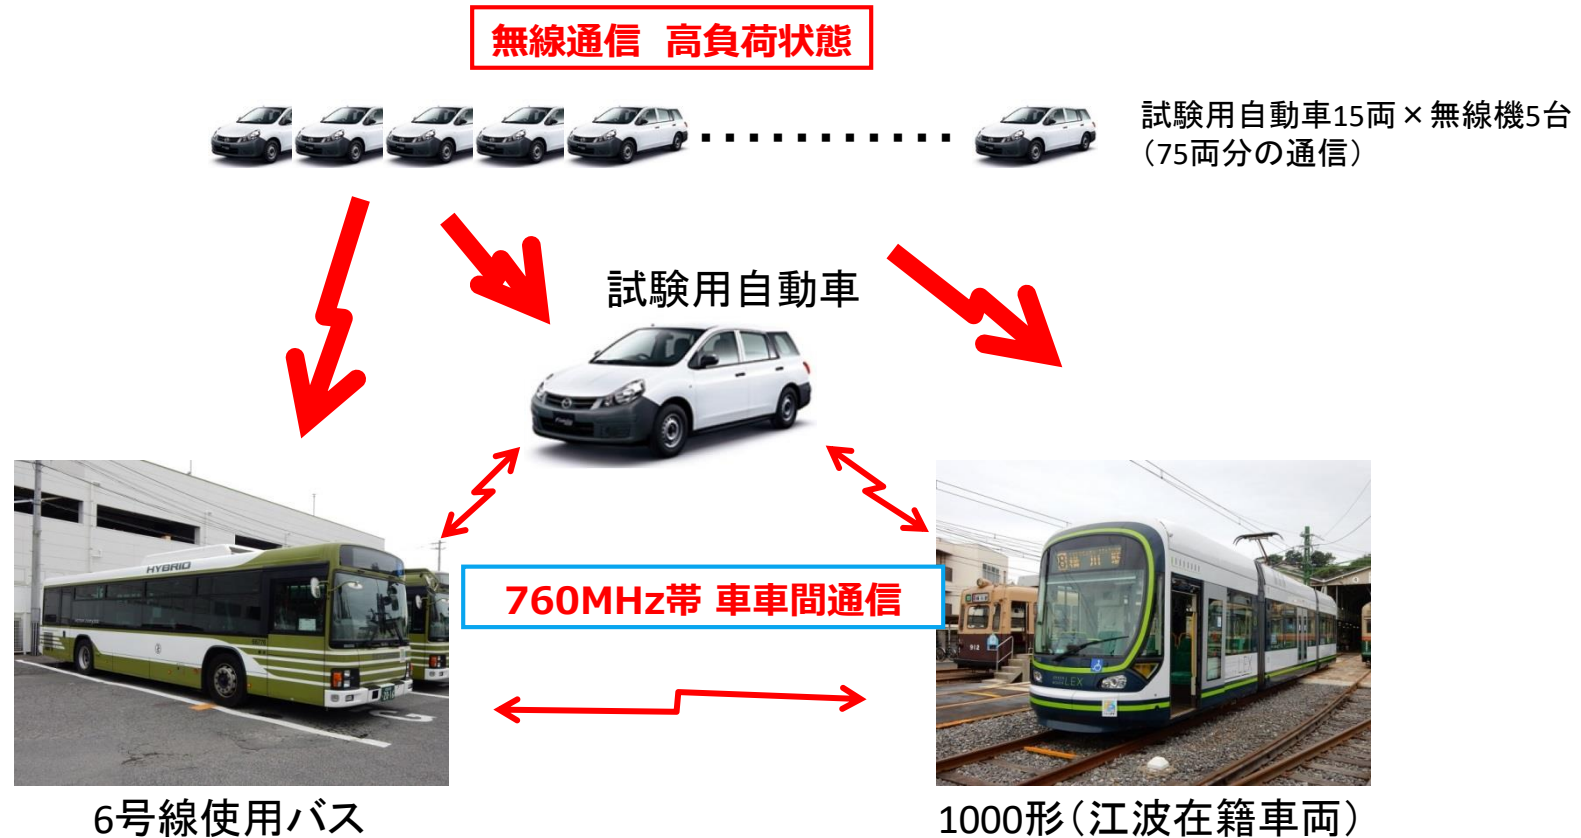 無線通信 高負荷状態
試験用自動車15両×無線機5台
（75両分の通信）
試験用自動車
HYBRID
760MHz帯 車車間通信
912
LEX
6号線使用バス
1000形（江波在籍車両）